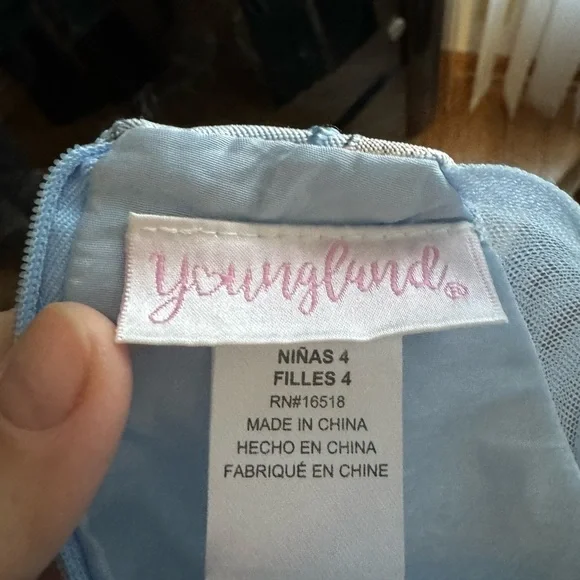 Youngland®
NIÑAS 4
FILLES 4
RN#16518
MADE IN CHINA
HECHO EN CHINA
FABRIQUÉ EN CHINE